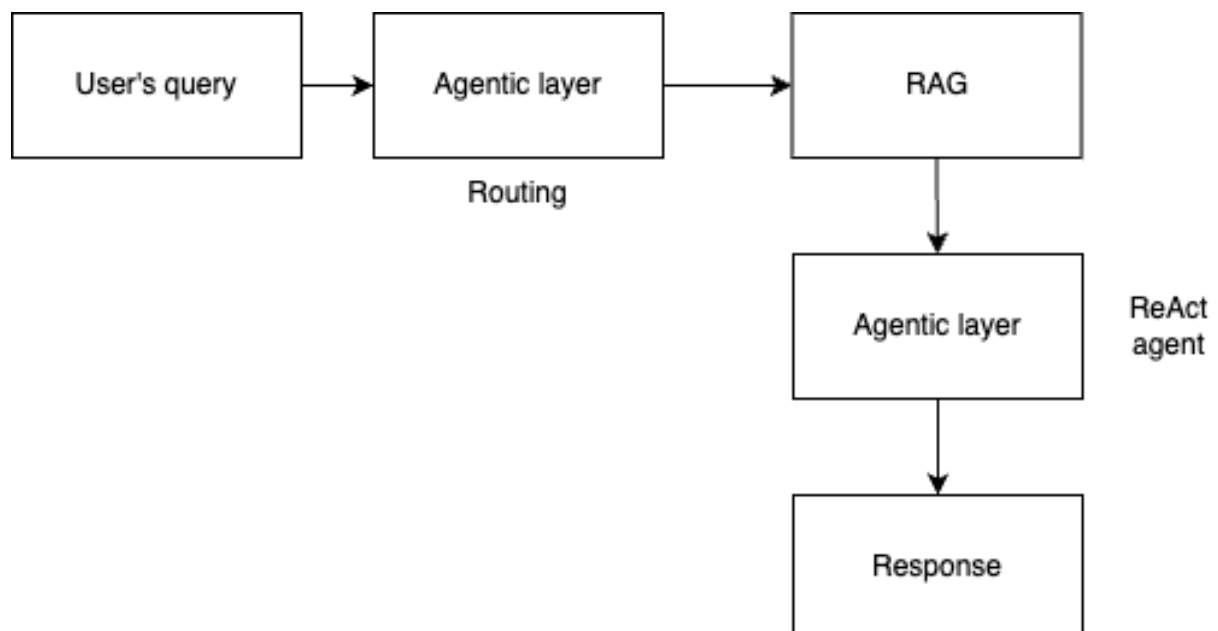 User's query
Agentic layer
RAG
Routing
Agentic layer
ReAct
agent
Response